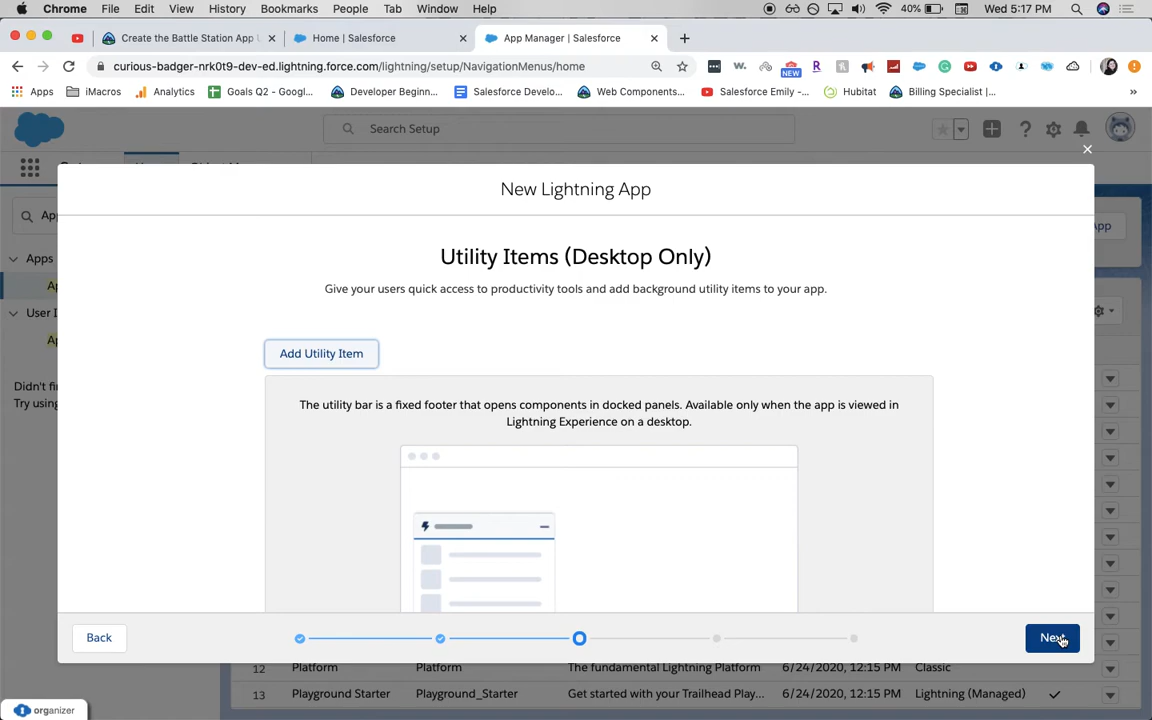 Chrome File Edit View History Bookmarks People Tab Window Help 40% Wed 5:17 PM
Create the Battle Station App Home | Salesforce App Manager | Salesforce
curious-badger-nrk0t9-dev-ed.lightning.force.com/lightning/setup/NavigationMenus/home
NEW
Apps iMacros Analytics Goals Q2 - Googl... Developer Beginn... Salesforce Develo... Web Components... Salesforce Emily -... Hubitat Billing Specialist |... »
Search Setup
New Lightning App
Ap
App
Utility Items (Desktop Only)
Apps
Give your users quick access to productivity tools and add background utility items to your app.
Ap
User I
Ap
Add Utility Item
Didn't fi
Try using
The utility bar is a fixed footer that opens components in docked panels. Available only when the app is viewed in
Lightning Experience on a desktop.
Back Next
12 Platform Platform The fundamental Lightning Platform 6/24/2020, 12:15 PM Classic
13 Playground Starter Playground_Starter Get started with your Trailhead Play... 6/24/2020, 12:15 PM Lightning (Managed)
organizer